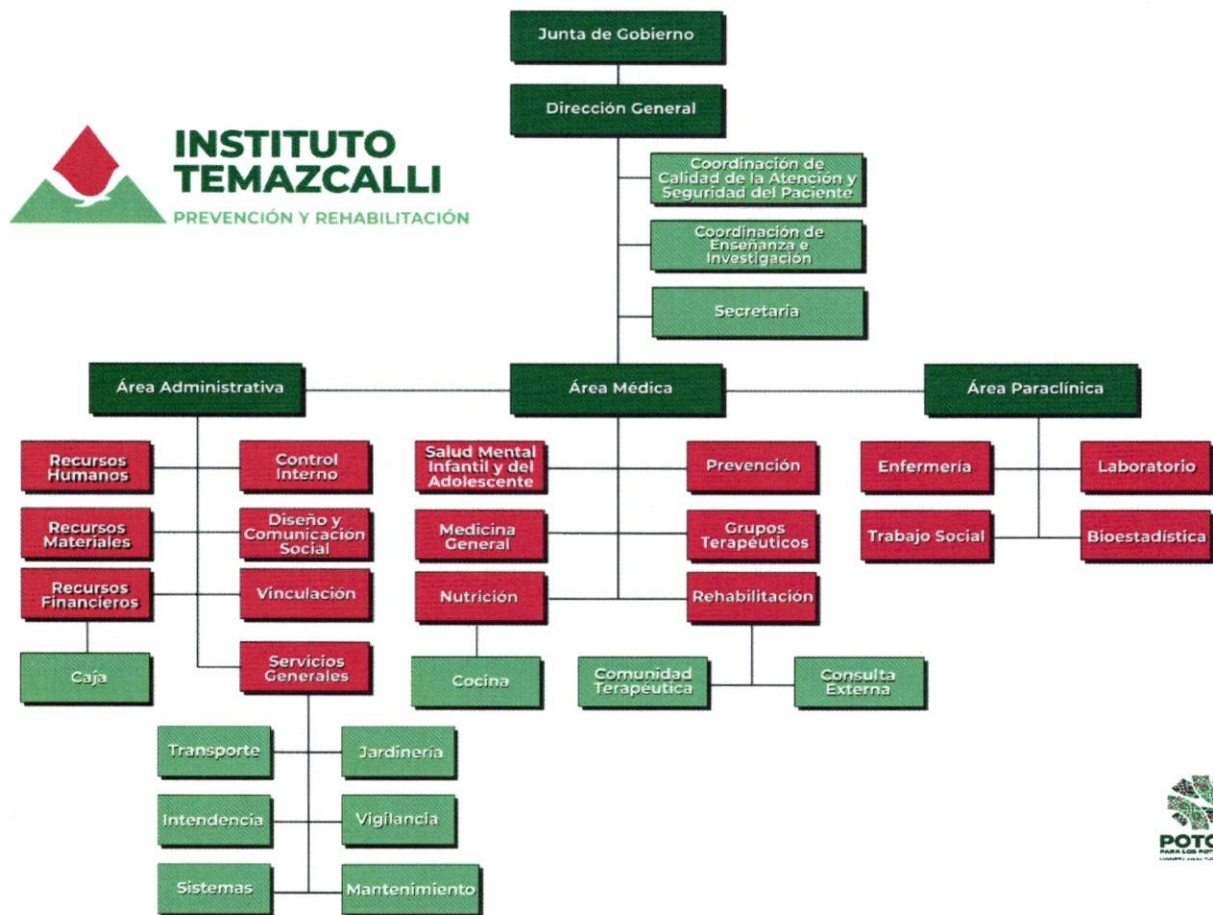 Junta de Gobierno
Dirección General
INSTITUTO
TEMAZCALLI
PREVENCIÓN Y REHABILITACIÓN
Coordinación de
Calidad de la Atención y
Seguridad del Paciente
Coordinación de
Enseñanza e
Investigación
Secretaria
Área Administrativa
Área Médica
Área Paraclínica
Recursos
Humanos
Control
Interno
Salud Mental
Infantil y del
Adolescente
Prevención
Enfermería
Laboratorio
Recursos
Materiales
Diseño y
Comunicación
Social
Medicina
General
Grupos
Terapéuticos
Trabajo Social
Bioestadística
Recursos
Financieros
Vinculación
Nutrición
Rehabilitación
Caja
Servicios
Generales
Cocina
Comunidad
Terapéutica
Consulta
Externa
Transporte
Jardinería
Intendencia
Vigilancia
Sistemas
Mantenimiento
POTO
PARA LOS POT